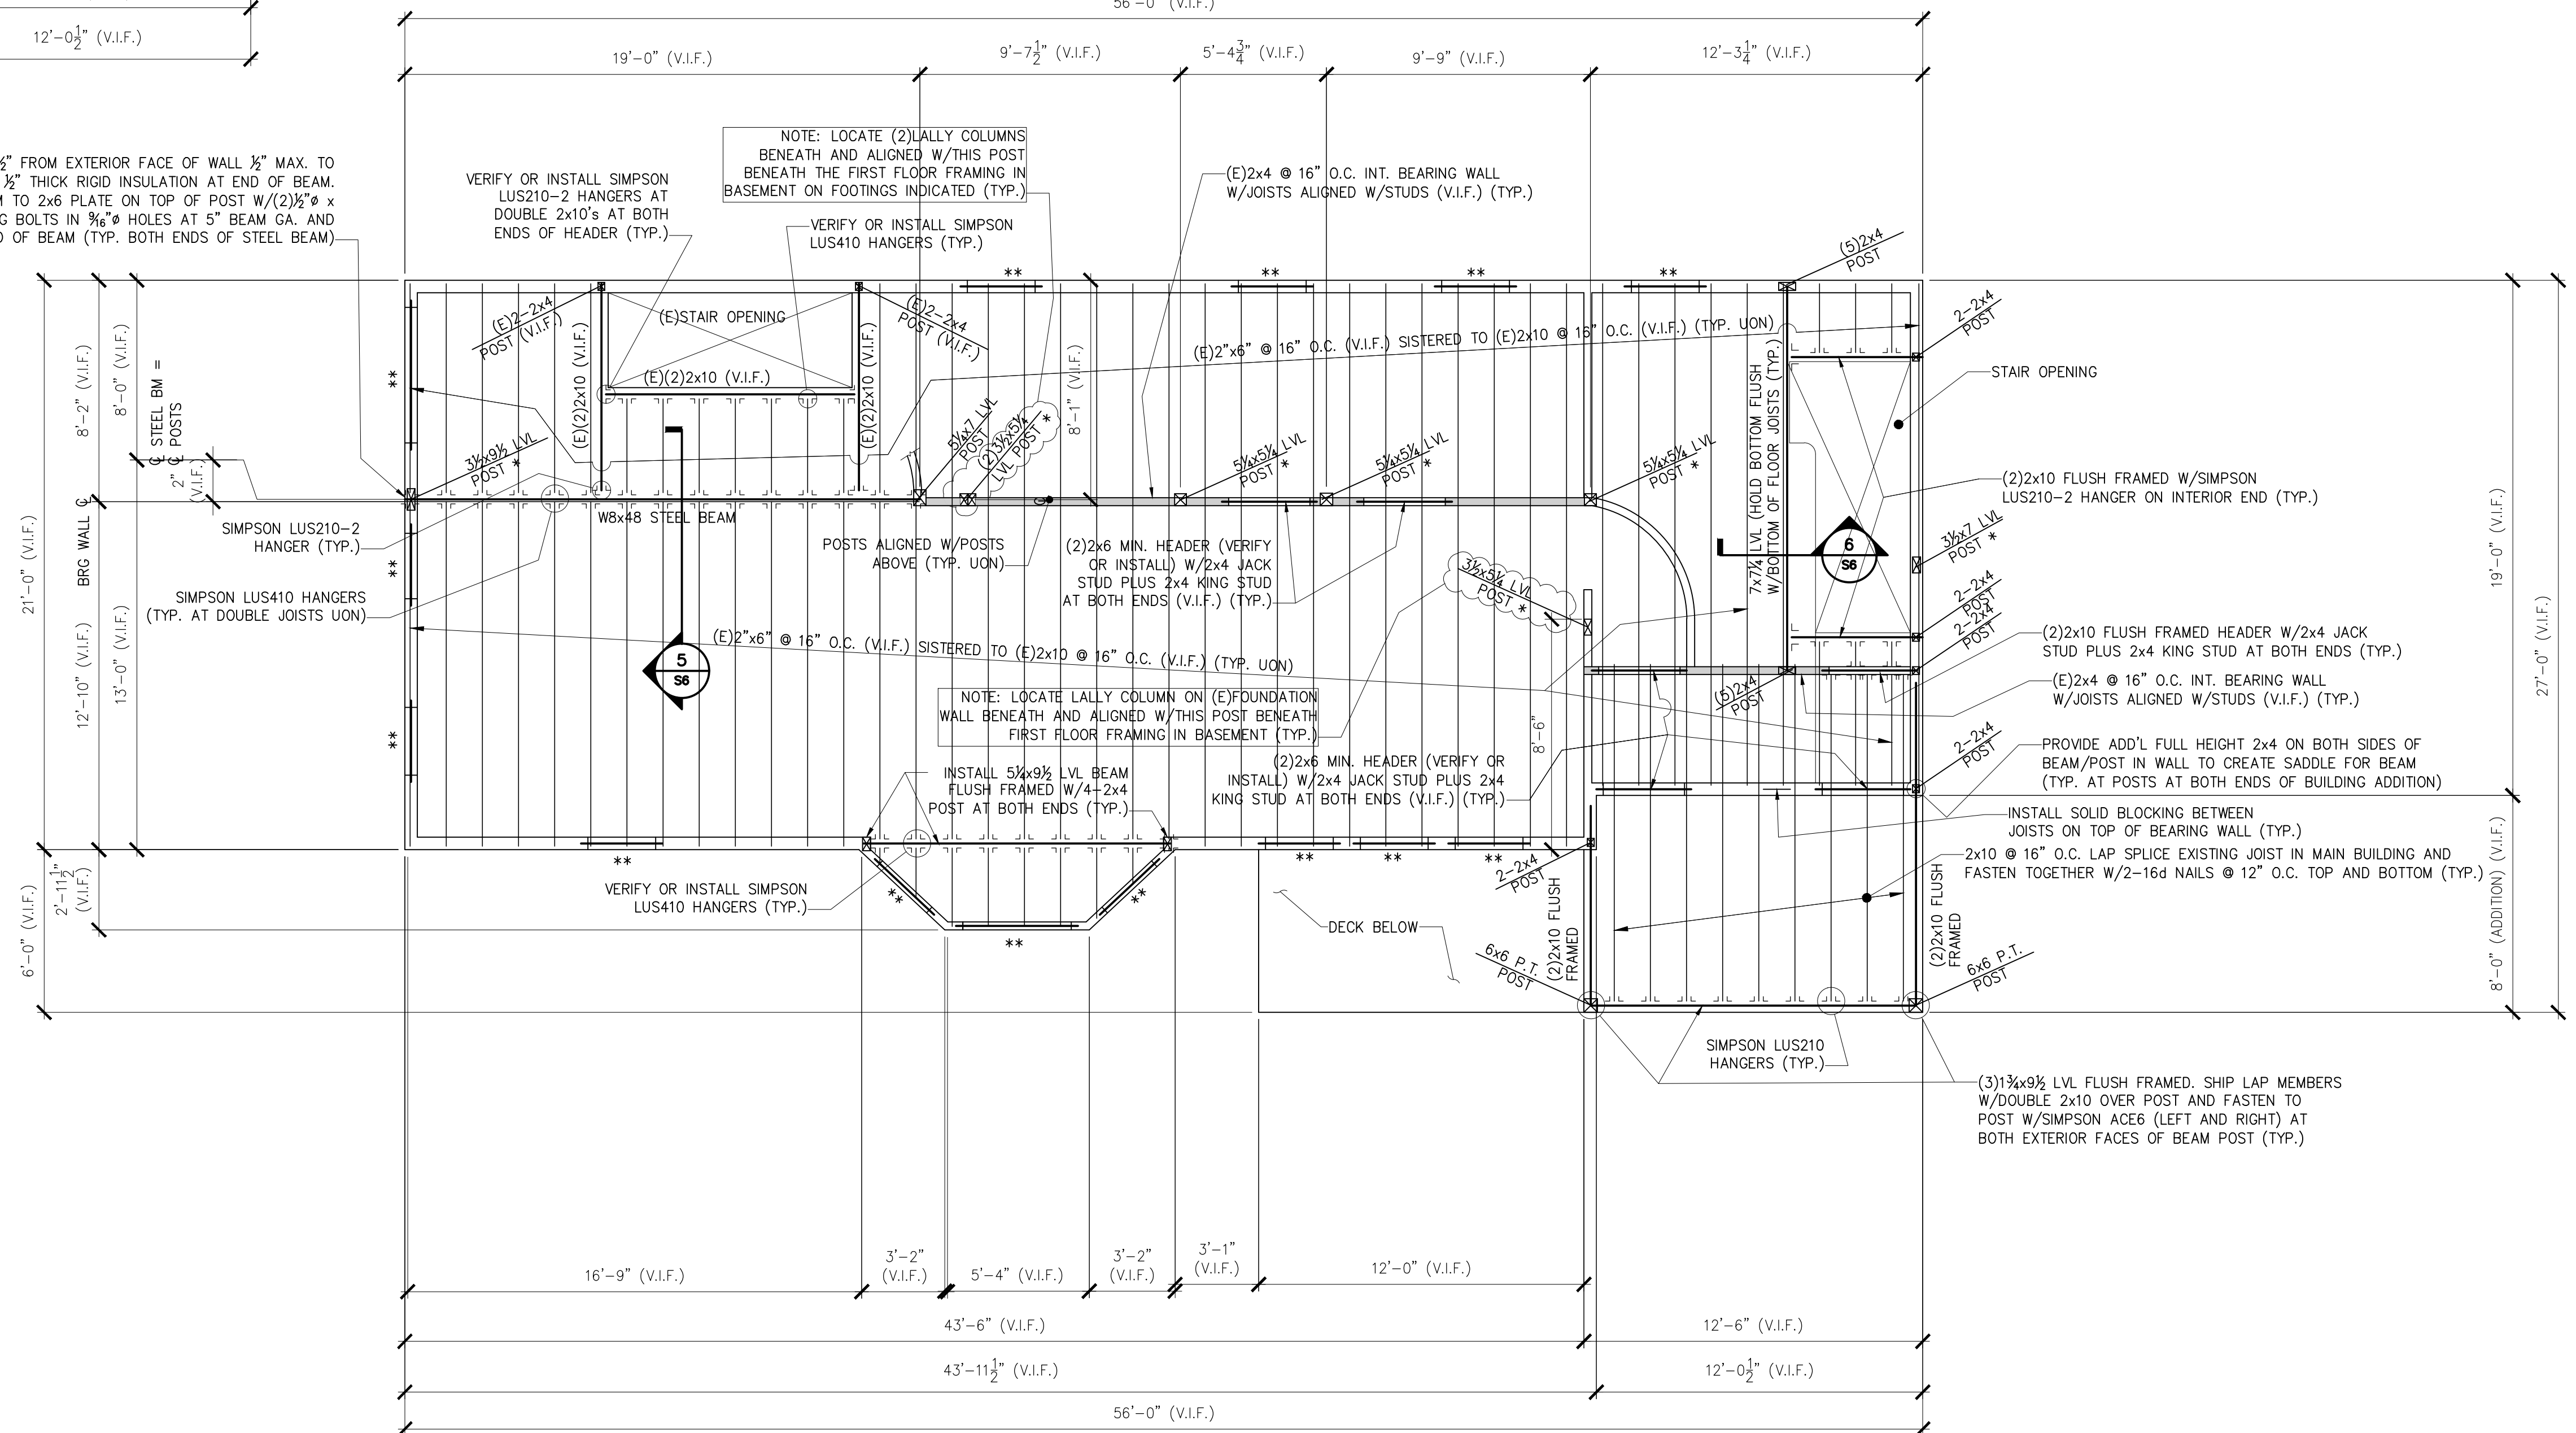 56'-0" (V.I.F.)
12'-0½" (V.I.F.)
19'-0" (V.I.F.)
9'-7½" (V.I.F.)
5'-4¾" (V.I.F.)
9'-9" (V.I.F.)
12'-3¼" (V.I.F.)
½" FROM EXTERIOR FACE OF WALL ½" MAX. TO
½" THICK RIGID INSULATION AT END OF BEAM.
TO 2x6 PLATE ON TOP OF POST W/(2)½"ø x
BOLTS IN 9⁄16"ø HOLES AT 5" BEAM GA. AND
OF BEAM (TYP. BOTH ENDS OF STEEL BEAM)
VERIFY OR INSTALL SIMPSON
LUS210-2 HANGERS AT
DOUBLE 2x10's AT BOTH
ENDS OF HEADER (TYP.)
NOTE: LOCATE (2)LALLY COLUMNS
BENEATH AND ALIGNED W/THIS POST
BENEATH THE FIRST FLOOR FRAMING IN
BASEMENT ON FOOTINGS INDICATED (TYP.)
VERIFY OR INSTALL SIMPSON
LUS410 HANGERS (TYP.)
(E)2x4 @ 16" O.C. INT. BEARING WALL
W/JOISTS ALIGNED W/STUDS (V.I.F.) (TYP.)
(5)2x4
POST
**
**
**
**
(E)2-2x4
POST (V.I.F.)
(E)STAIR OPENING
(E)2-2x4
POST (V.I.F.)
2-2x4
POST
(E)2"x6" @ 16" O.C. (V.I.F.) SISTERED TO (E)2x10 @ 16" O.C. (V.I.F.) (TYP. UON)
(E)(2)2x10 (V.I.F.)
(E)(2)2x10 (V.I.F.)
(E)(2)2x10 (V.I.F.)
8'-1" (V.I.F.)
STAIR OPENING
**
8'-2" (V.I.F.)
8'-0" (V.I.F.)
℄ STEEL BM =
℄ POSTS
2"
(V.I.F.)
3½x9½ LVL
POST *
5¼x7 LVL
POST
(2)3½x5¼
LVL POST *
5¼x5¼ LVL
POST *
5¼x5¼ LVL
POST *
5¼x5¼ LVL
POST *
7x7¼ LVL (HOLD BOTTOM FLUSH
W/BOTTOM OF FLOOR JOISTS (TYP.)
(2)2x10 FLUSH FRAMED W/SIMPSON
LUS210-2 HANGER ON INTERIOR END (TYP.)
W8x48 STEEL BEAM
℄
SIMPSON LUS210-2
HANGER (TYP.)
POSTS ALIGNED W/POSTS
ABOVE (TYP. UON)
(2)2x6 MIN. HEADER (VERIFY
OR INSTALL) W/2x4 JACK
STUD PLUS 2x4 KING STUD
AT BOTH ENDS (V.I.F.) (TYP.)
6
S6
3½x7 LVL
POST *
19'-0" (V.I.F.)
27'-0" (V.I.F.)
21'-0" (V.I.F.)
BRG WALL ℄
12'-10" (V.I.F.)
13'-0" (V.I.F.)
**
SIMPSON LUS410 HANGERS
(TYP. AT DOUBLE JOISTS UON)
3½x5¼ LVL
POST *
2-2x4
POST
2-2x4
POST
(E)2"x6" @ 16" O.C. (V.I.F.) SISTERED TO (E)2x10 @ 16" O.C. (V.I.F.) (TYP. UON)
5
S6
(2)2x10 FLUSH FRAMED HEADER W/2x4 JACK
STUD PLUS 2x4 KING STUD AT BOTH ENDS (TYP.)
(5)2x4
POST
(E)2x4 @ 16" O.C. INT. BEARING WALL
W/JOISTS ALIGNED W/STUDS (V.I.F.) (TYP.)
NOTE: LOCATE LALLY COLUMN ON (E)FOUNDATION
WALL BENEATH AND ALIGNED W/THIS POST BENEATH
FIRST FLOOR FRAMING IN BASEMENT (TYP.)
8'-6"
**
2-2x4
POST
PROVIDE ADD'L FULL HEIGHT 2x4 ON BOTH SIDES OF
BEAM/POST IN WALL TO CREATE SADDLE FOR BEAM
(TYP. AT POSTS AT BOTH ENDS OF BUILDING ADDITION)
INSTALL 5¼x9½ LVL BEAM
FLUSH FRAMED W/4-2x4
POST AT BOTH ENDS (TYP.)
(2)2x6 MIN. HEADER (VERIFY OR
INSTALL) W/2x4 JACK STUD PLUS 2x4
KING STUD AT BOTH ENDS (V.I.F.) (TYP.)
INSTALL SOLID BLOCKING BETWEEN
JOISTS ON TOP OF BEARING WALL (TYP.)
2x10 @ 16" O.C. LAP SPLICE EXISTING JOIST IN MAIN BUILDING AND
FASTEN TOGETHER W/2-16d NAILS @ 12" O.C. TOP AND BOTTOM (TYP.)
**
**
**
**
2-2x4
POST
VERIFY OR INSTALL SIMPSON
LUS410 HANGERS (TYP.)
**
**
**
6'-0" (V.I.F.)
2'-11½"
(V.I.F.)
DECK BELOW
(2)2x10 FLUSH
FRAMED
(2)2x10 FLUSH
FRAMED
8'-0" (ADDITION) (V.I.F.)
6x6 P.T.
POST
6x6 P.T.
POST
SIMPSON LUS210
HANGERS (TYP.)
(3)1¾x9½ LVL FLUSH FRAMED. SHIP LAP MEMBERS
W/DOUBLE 2x10 OVER POST AND FASTEN TO
POST W/SIMPSON ACE6 (LEFT AND RIGHT) AT
BOTH EXTERIOR FACES OF BEAM POST (TYP.)
16'-9" (V.I.F.)
3'-2"
(V.I.F.)
5'-4" (V.I.F.)
3'-2"
(V.I.F.)
3'-1"
(V.I.F.)
12'-0" (V.I.F.)
43'-6" (V.I.F.)
12'-6" (V.I.F.)
43'-11½" (V.I.F.)
12'-0½" (V.I.F.)
56'-0" (V.I.F.)